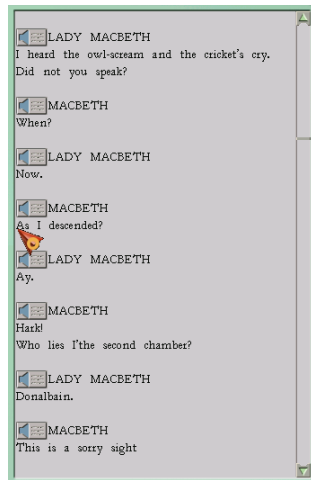 LADY MACBETH
I heard the owl-scream and the cricket's cry.
Did not you speak?
MACBETH
When?
LADY MACBETH
Now.
MACBETH
As I descended?
LADY MACBETH
Ay.
MACBETH
Hark!
Who lies I'the second chamber?
LADY MACBETH
Donalbain.
MACBETH
This is a sorry sight